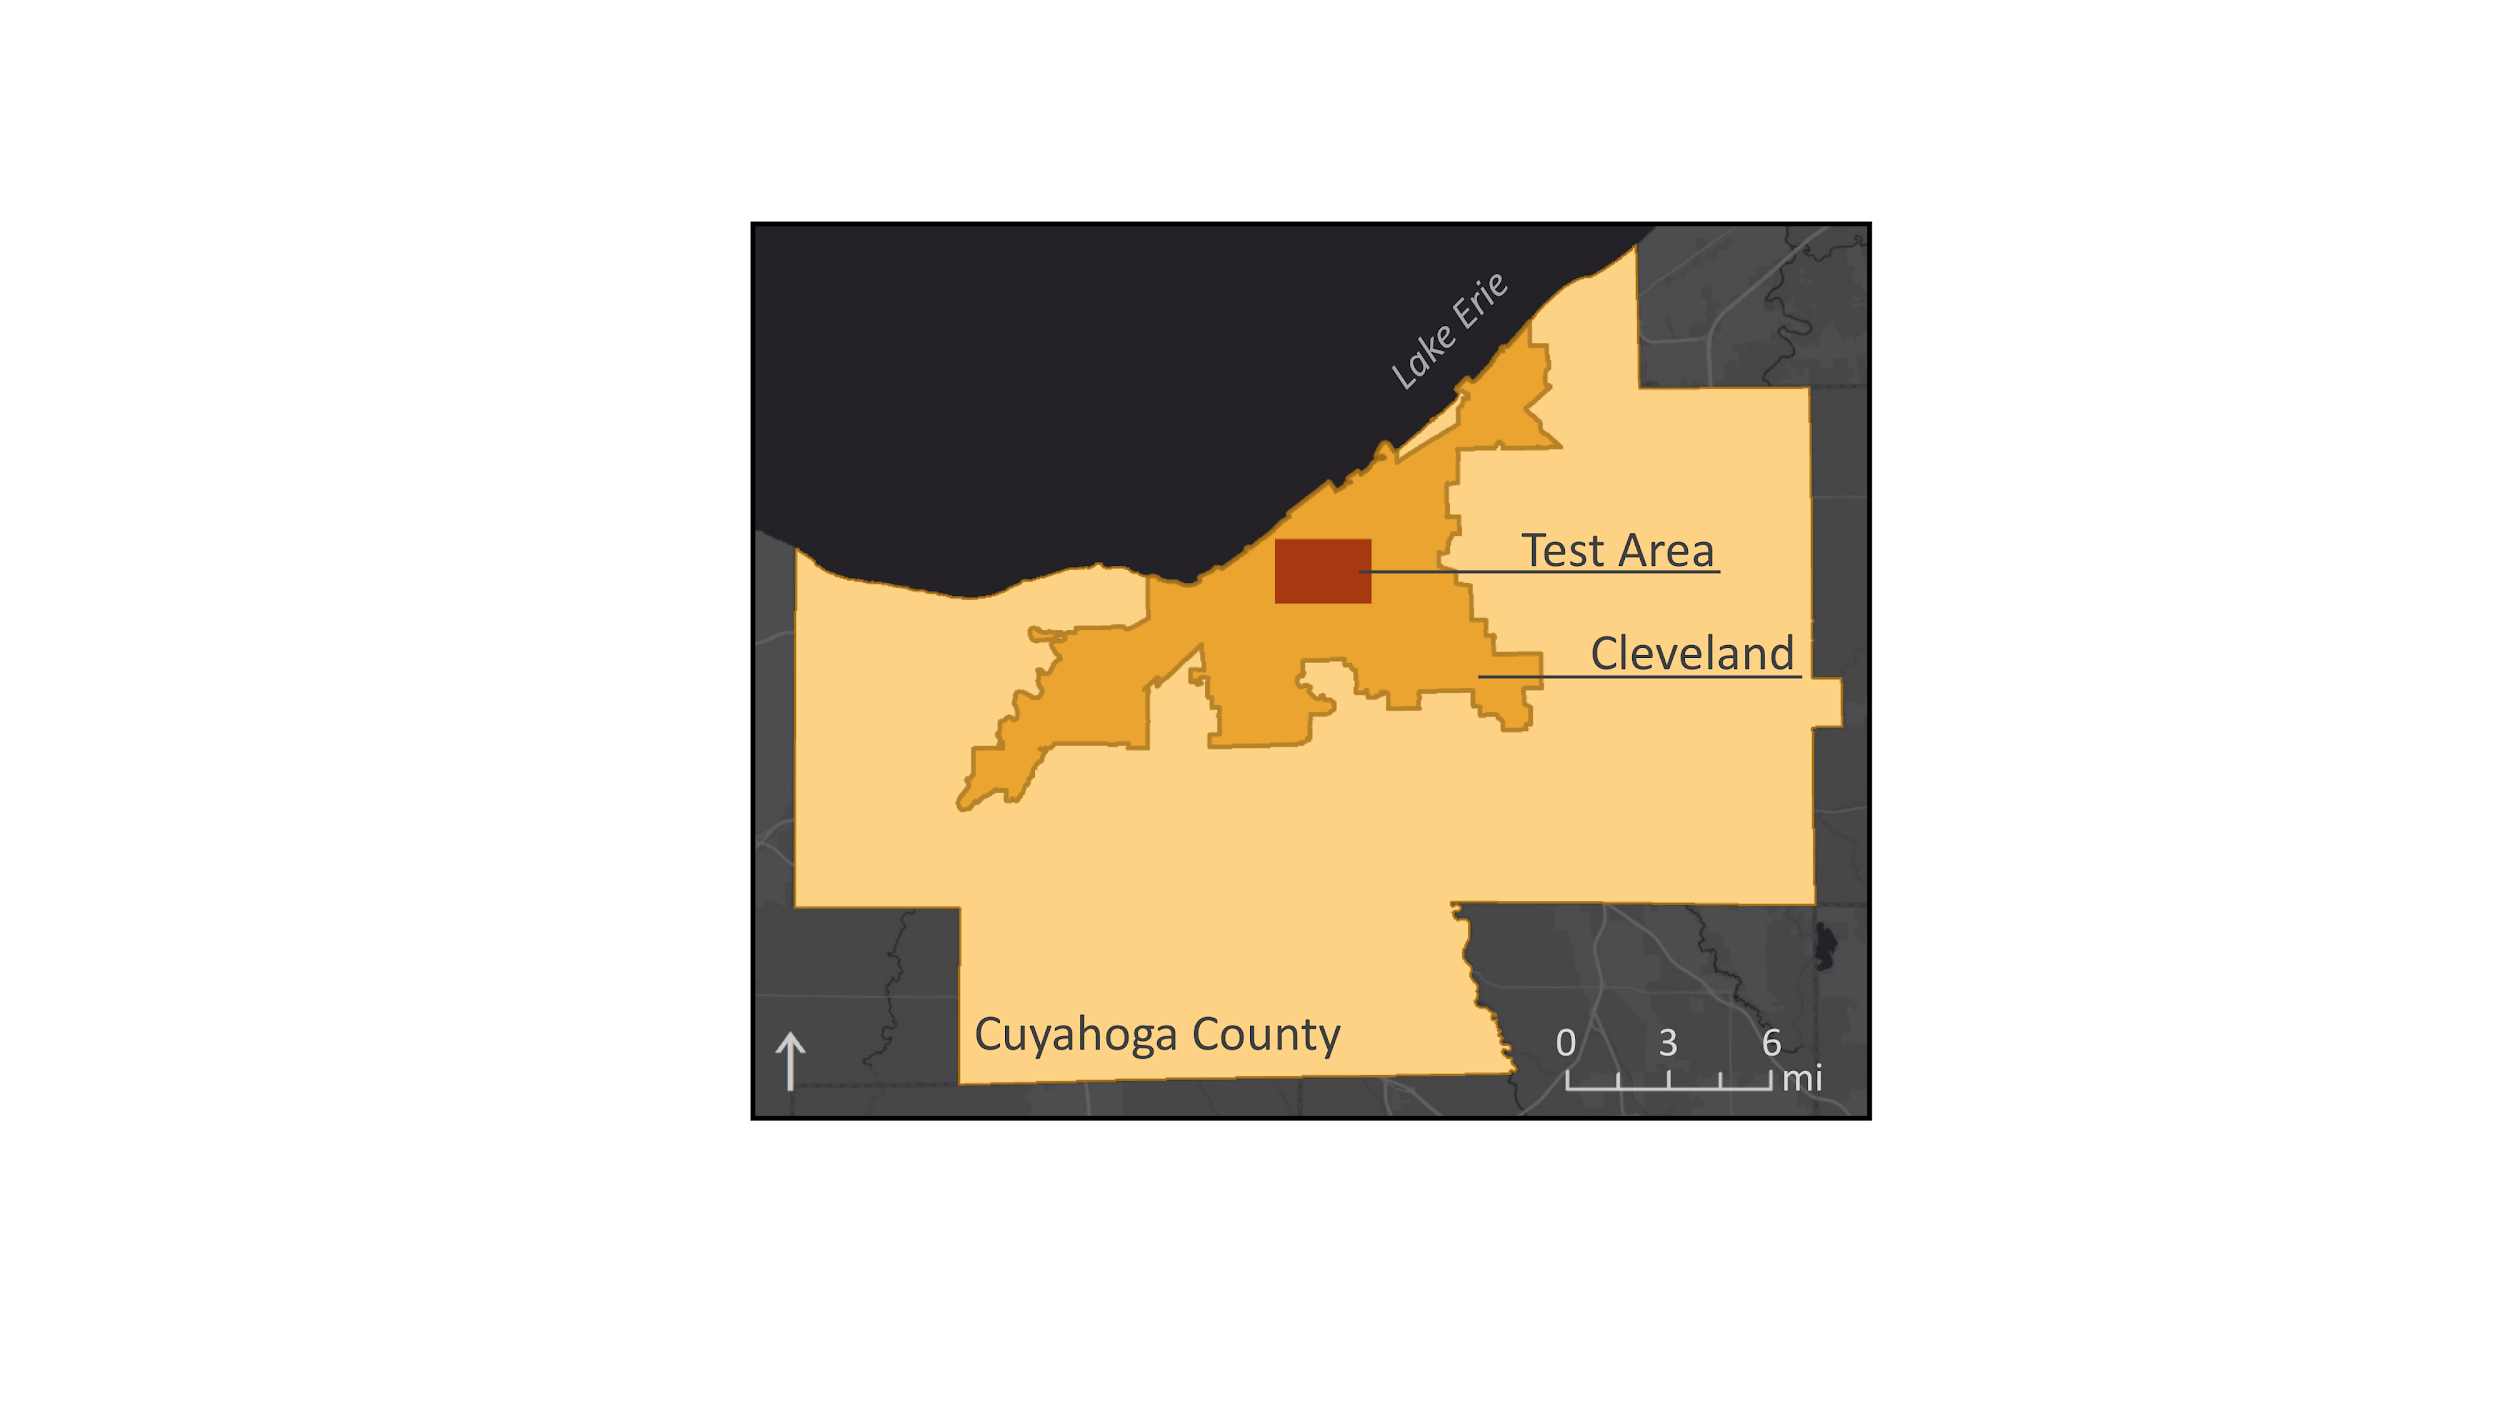 Lake Erie
Test Area
Cleveland
Cuyahoga County
0 3 6
mi